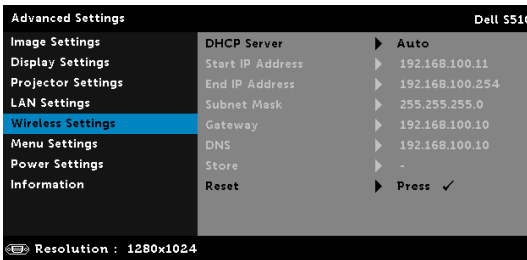 Advanced Settings Dell S510
Image Settings
Display Settings
Projector Settings
LAN Settings
Wireless Settings
Menu Settings
Power Settings
Information
DHCP Server Auto
Start IP Address 192.168.100.11
End IP Address 192.168.100.254
Subnet Mask 255.255.255.0
Gateway 192.168.100.10
DNS 192.168.100.10
Store -
Reset Press ✓
Resolution : 1280x1024